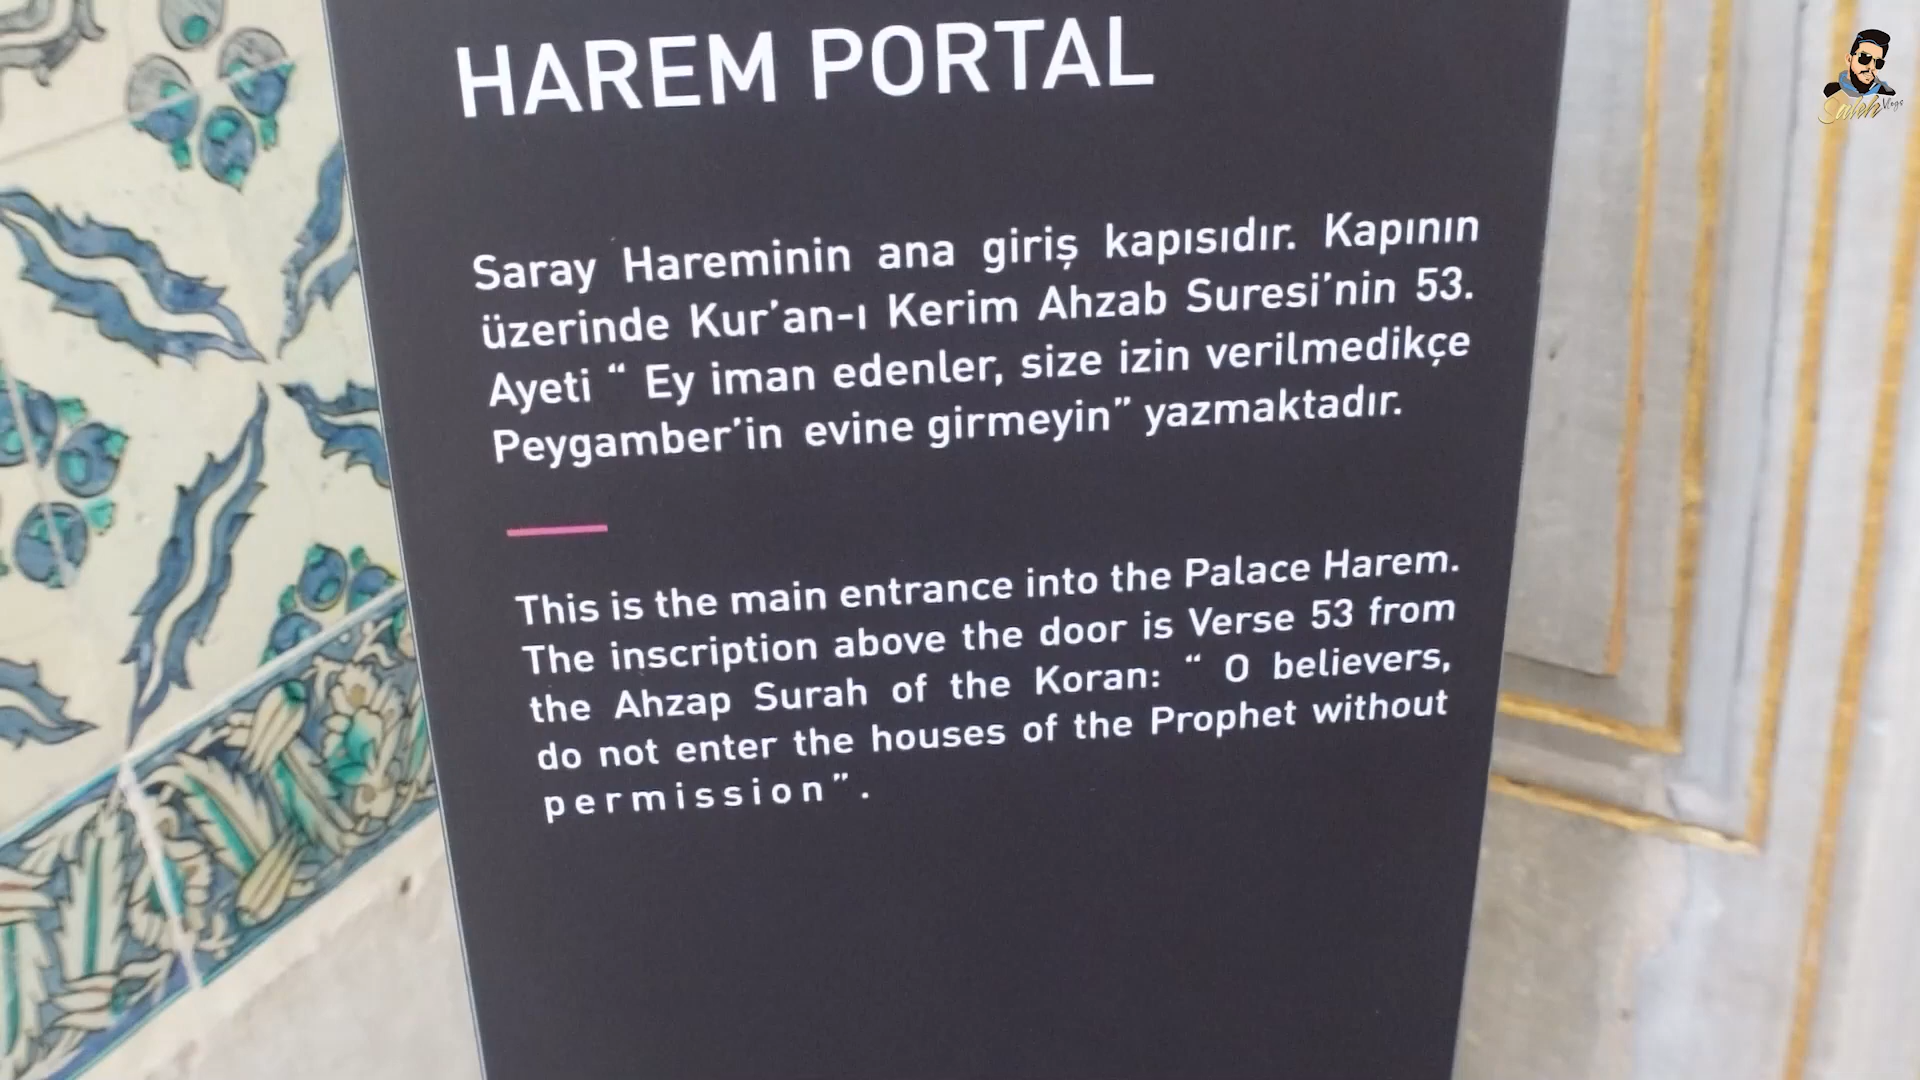 HAREM PORTAL
Saray Hareminin ana giriş kapısıdır. Kapının
üzerinde Kur'an-ı Kerim Ahzab Suresi'nin 53.
Ayeti “ Ey iman edenler, size izin verilmedikçe
Peygamber'in evine girmeyin” yazmaktadır.
This is the main entrance into the Palace Harem.
The inscription above the door is Verse 53 from
the Ahzap Surah of the Koran: “ O believers,
do not enter the houses of the Prophet without
permission”.
Saleh Vlogs